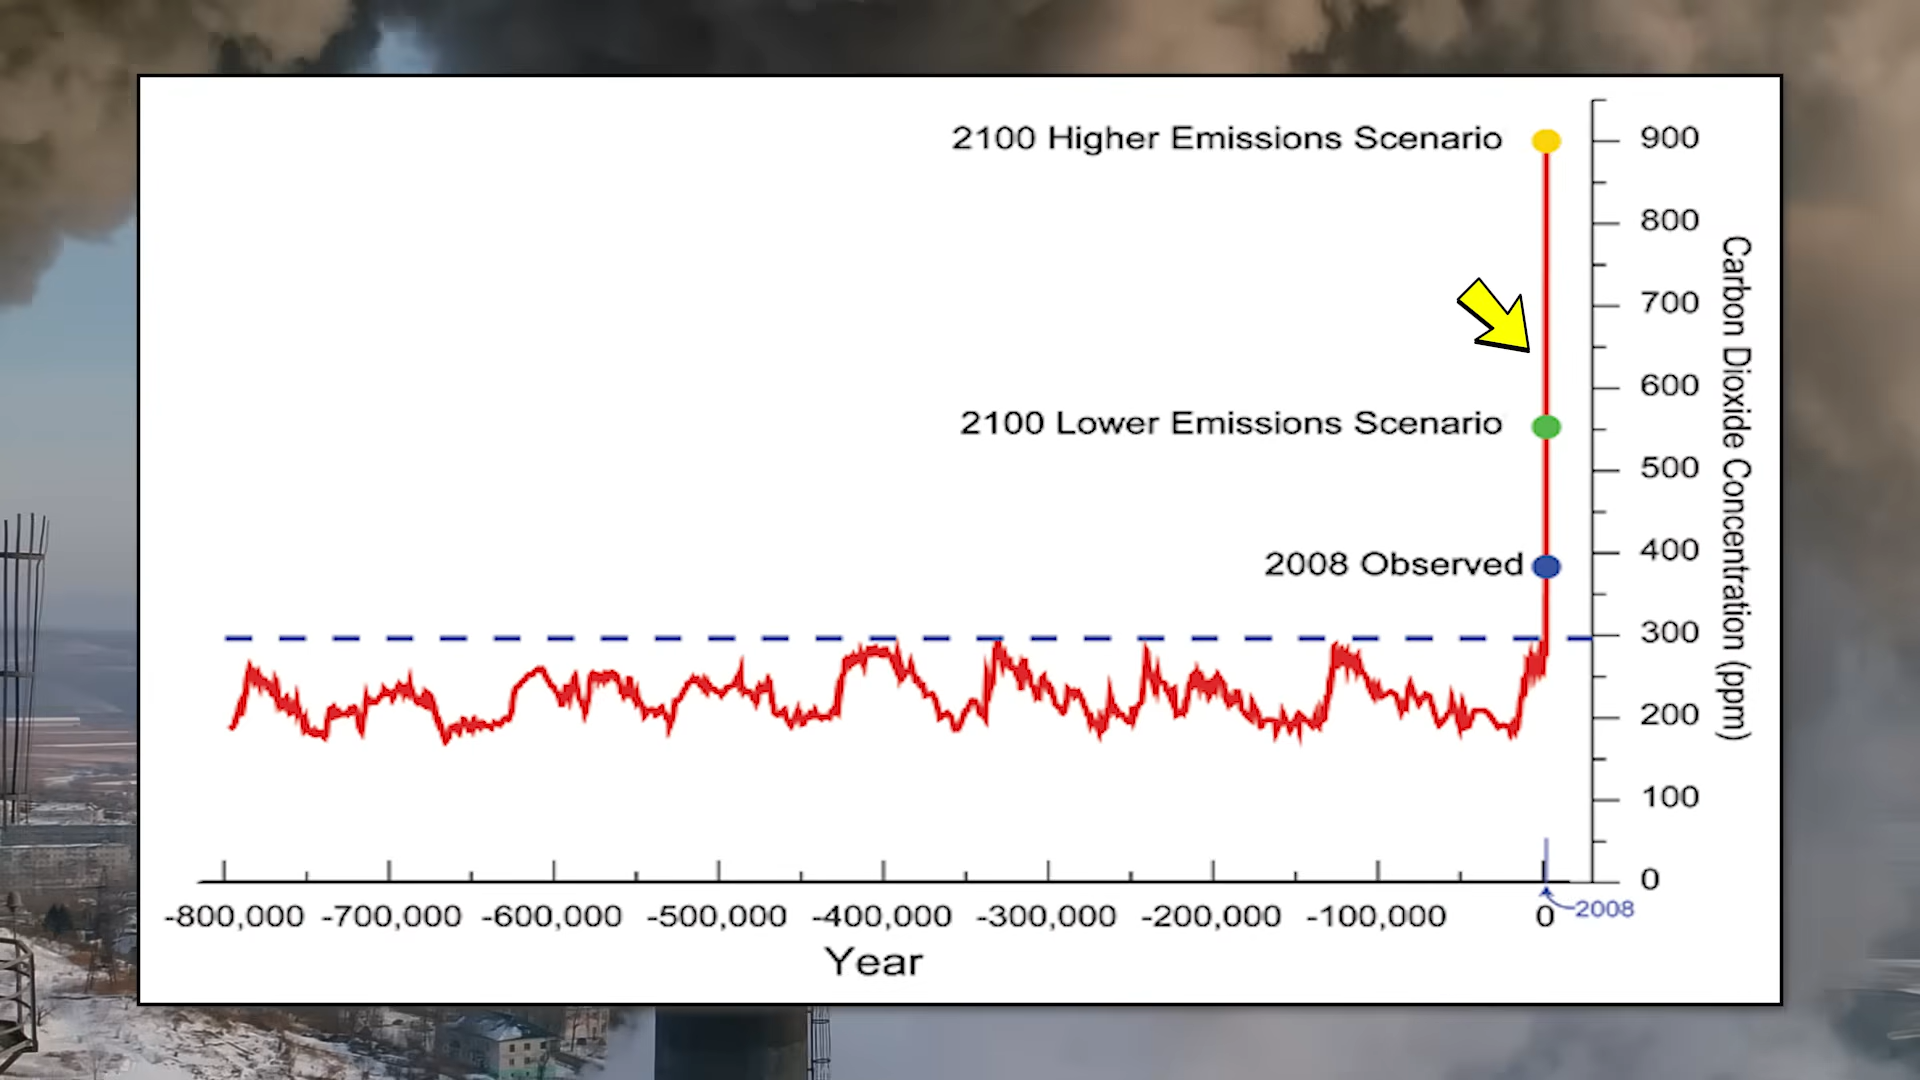 2100 Higher Emissions Scenario
2100 Lower Emissions Scenario
2008 Observed
900
800
700
600
500
400
300
200
100
0
Carbon Dioxide Concentration (ppm)
-800,000 -700,000 -600,000 -500,000 -400,000 -300,000 -200,000 -100,000 0 2008
Year